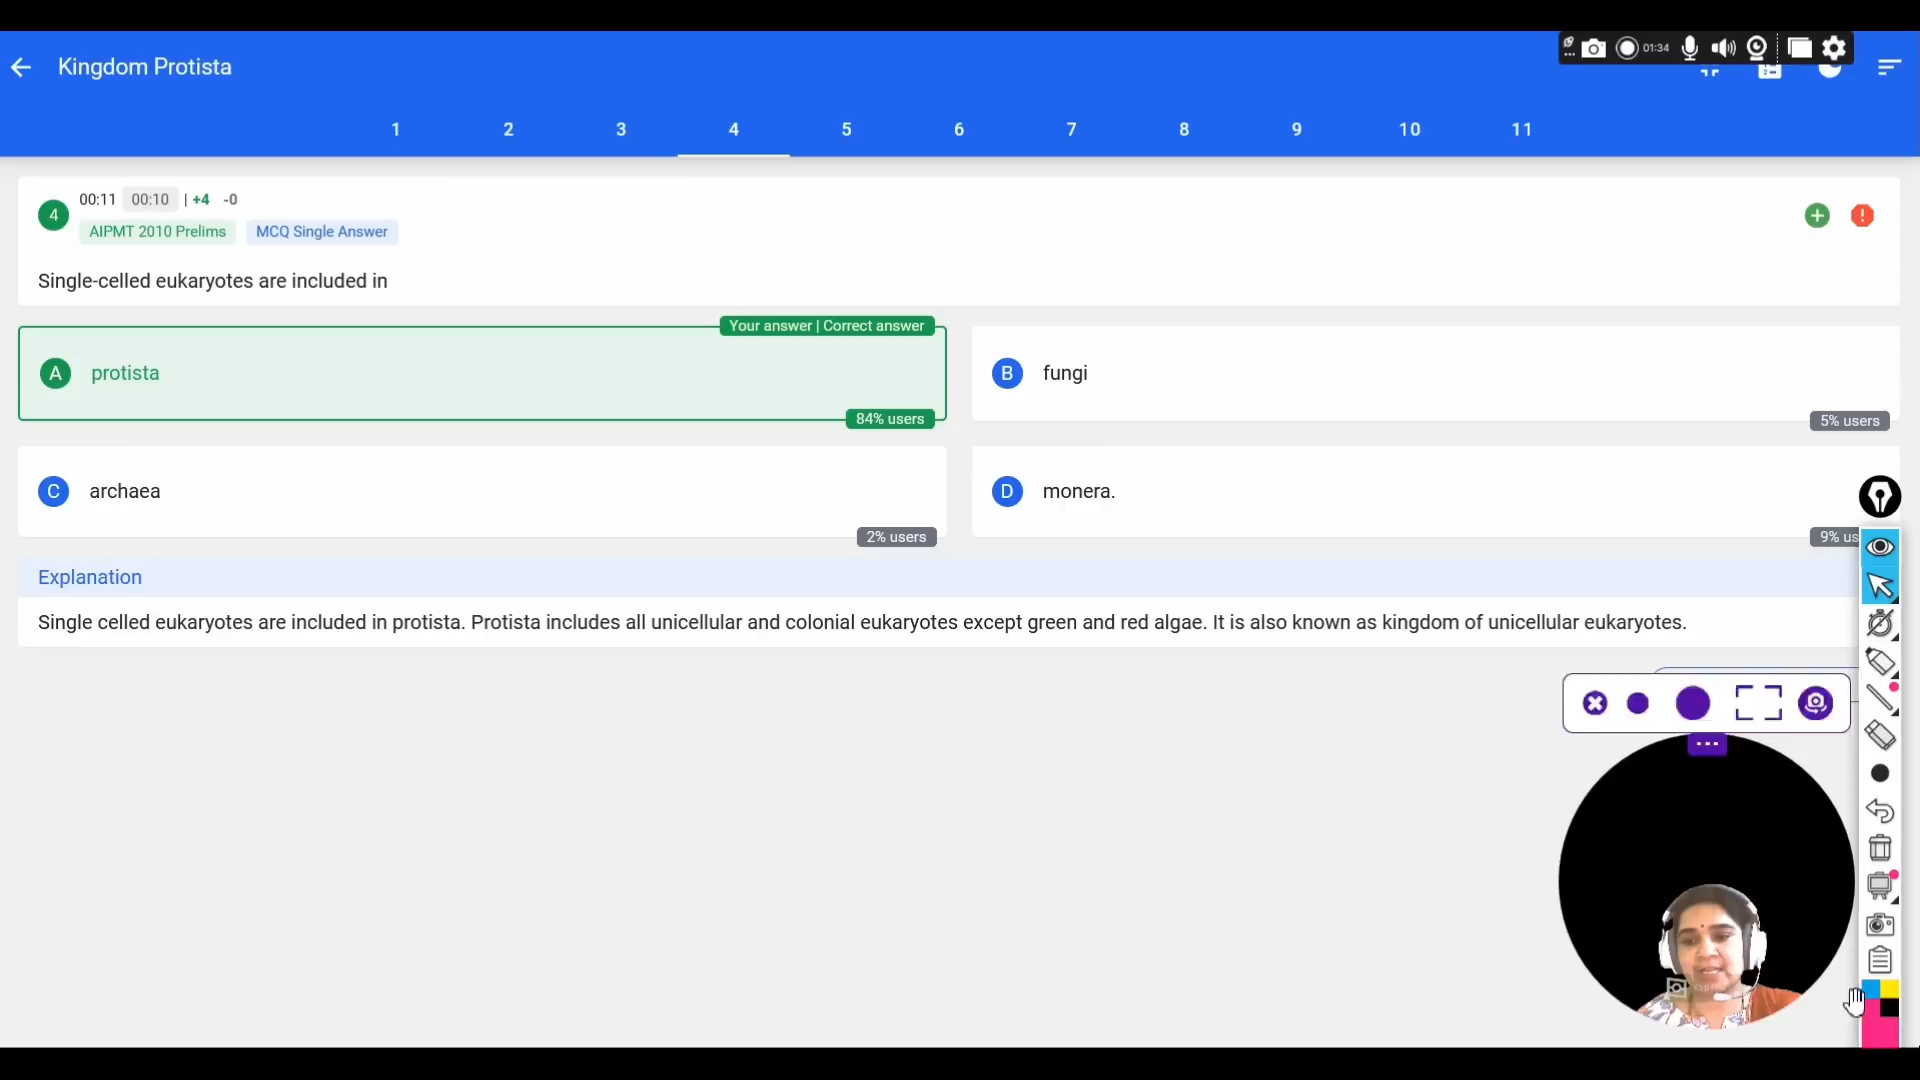 01:34
Kingdom Protista
1 2 3 4 5 6 7 8 9 10 11
4 00:11 00:10 | +4 -0
AIPMT 2010 Prelims MCQ Single Answer
Single-celled eukaryotes are included in
Your answer | Correct answer
A protista
84% users
B fungi
5% users
C archaea
2% users
D monera.
9% us
Explanation
Single celled eukaryotes are included in protista. Protista includes all unicellular and colonial eukaryotes except green and red algae. It is also known as kingdom of unicellular eukaryotes.